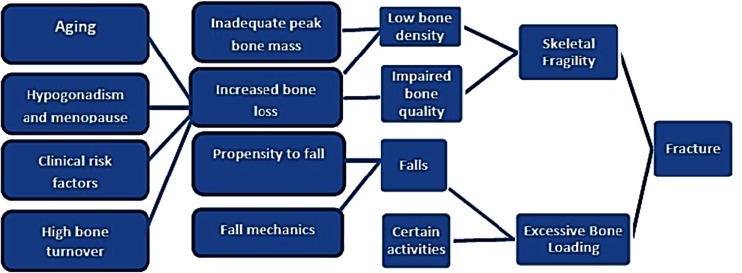 Aging
Hypogonadism
and menopause
Clinical risk
factors
High bone
turnover
Inadequate peak
bone mass
Increased bone
loss
Propensity to fall
Fall mechanics
Low bone
density
Impaired
bone
quality
Falls
Certain
activities
Skeletal
Fragility
Excessive Bone
Loading
Fracture